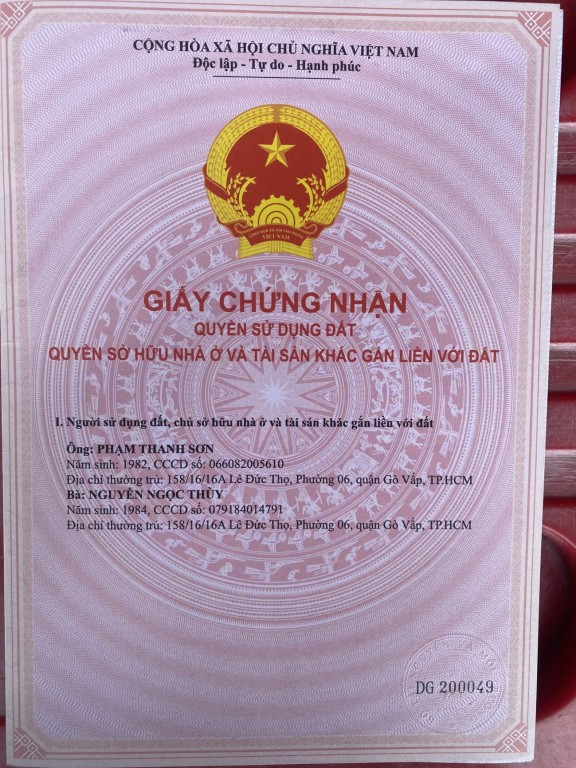 CỘNG HÒA XÃ HỘI CHỦ NGHĨA VIỆT NAM
Độc lập - Tự do - Hạnh phúc
VIỆT NAM
GIẤY CHỨNG NHẬN
QUYỀN SỬ DỤNG ĐẤT
QUYỀN SỞ HỮU NHÀ Ở VÀ TÀI SẢN KHÁC GẮN LIỀN VỚI ĐẤT
I. Người sử dụng đất, chủ sở hữu nhà ở và tài sản khác gắn liền với đất
Ông: PHẠM THANH SƠN
Năm sinh: 1982, CCCD số: 066082005610
Địa chỉ thường trú: 158/16/16A Lê Đức Thọ, Phường 06, quận Gò Vấp, TP.HCM
Bà: NGUYỄN NGỌC THÙY
Năm sinh: 1984, CCCD số: 079184014791
Địa chỉ thường trú: 158/16/16A Lê Đức Thọ, Phường 06, quận Gò Vấp, TP.HCM
DG 200049